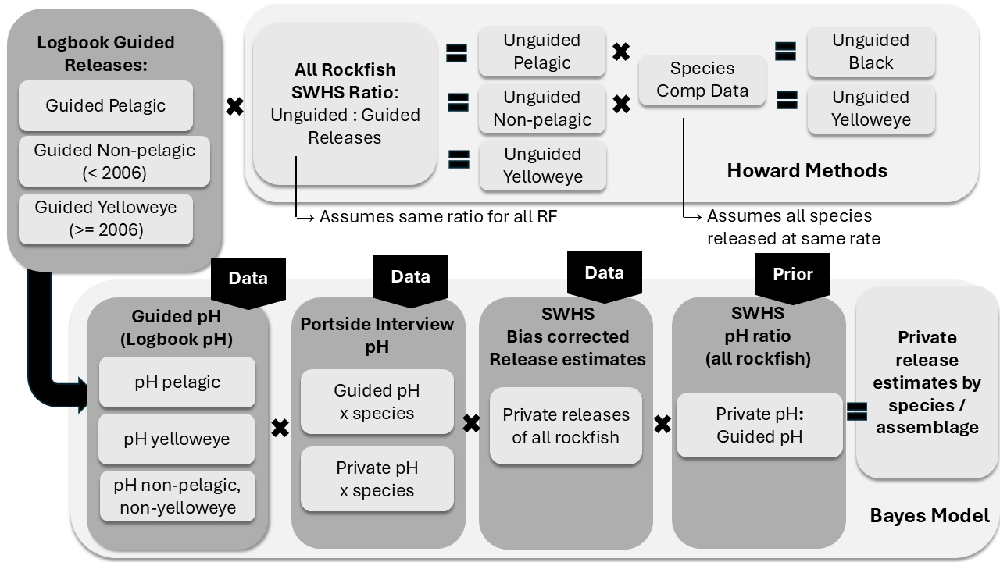 Logbook Guided
Releases:
Guided Pelagic
Guided Non-pelagic
(< 2006)
Guided Yelloweye
(>= 2006)
All Rockfish
SWHS Ratio:
Unguided : Guided
Releases
Unguided
Pelagic
Unguided
Non-pelagic
Unguided
Yelloweye
Species
Comp Data
Unguided
Black
Unguided
Yelloweye
Howard Methods
Assumes same ratio for all RF
Assumes all species
released at same rate
Data
Data
Data
Prior
Guided pH
(Logbook pH)
pH pelagic
pH yelloweye
pH non-pelagic,
non-yelloweye
Portside Interview
pH
Guided pH
x species
Private pH
x species
SWHS
Bias corrected
Release estimates
Private releases
of all rockfish
SWHS
pH ratio
(all rockfish)
Private pH:
Guided pH
Private
release
estimates by
species /
assemblage
Bayes Model